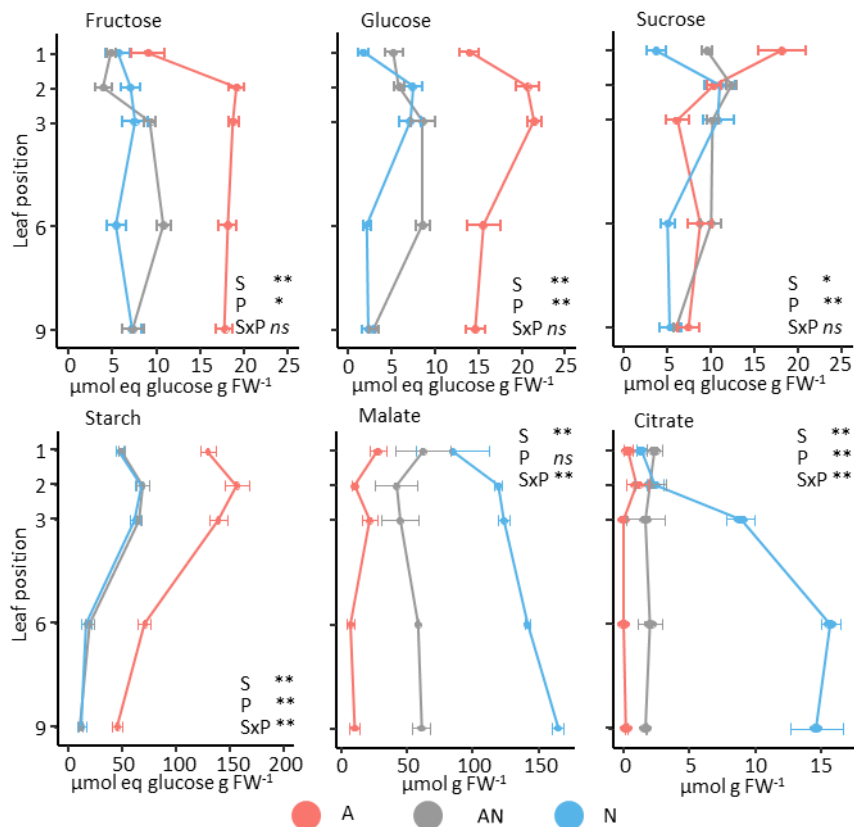 Fructose
Glucose
Sucrose
Leaf position
1
2
3
6
9
S **
P *
SxP ns
S **
P **
SxP ns
S *
P **
SxP ns
0 5 10 15 20 25
0 5 10 15 20 25
0 5 10 15 20 25
µmol eq glucose g FW-1
µmol eq glucose g FW-1
µmol eq glucose g FW-1
Starch
Malate
Citrate
Leaf position
1
2
3
6
9
S **
P **
SxP **
S **
P ns
SxP **
S **
P **
SxP **
0 50 100 150 200
0 50 100 150
0 5 10 15
µmol eq glucose g FW-1
µmol g FW-1
µmol g FW-1
A AN N